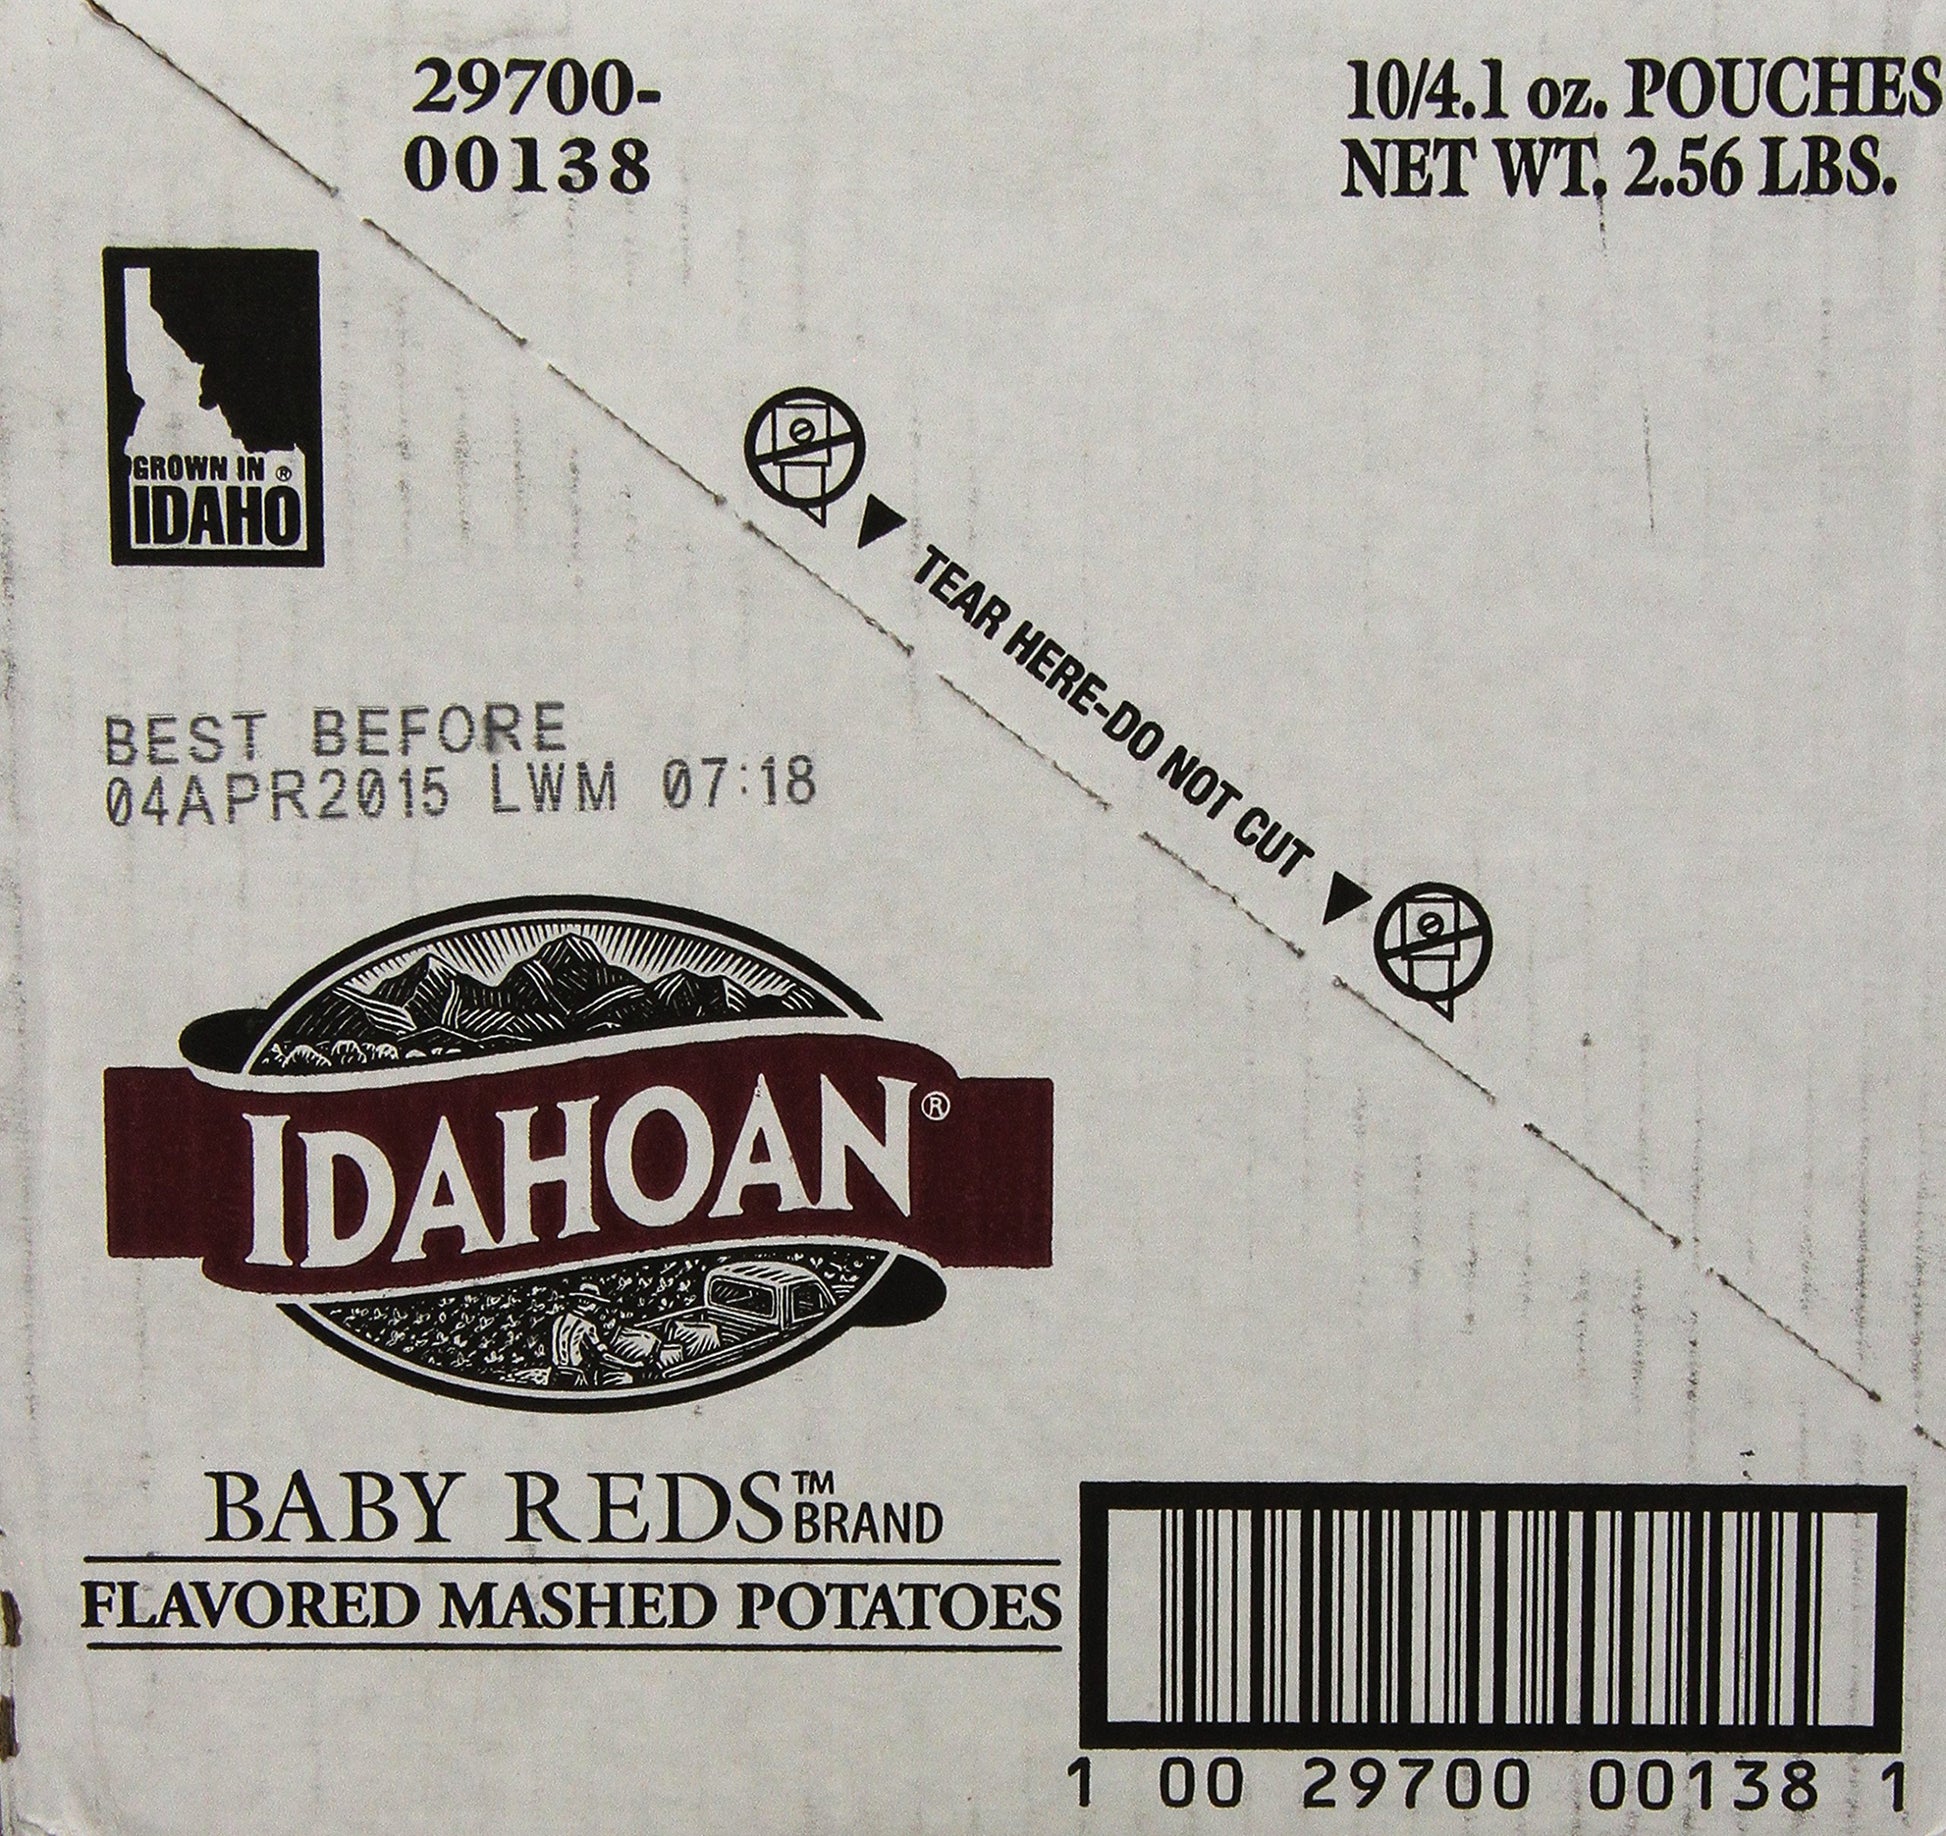 29700-
00138
10/4.1 oz. POUCHES
NET WT. 2.56 LBS.
GROWN IN ®
IDAHO
TEAR HERE-DO NOT CUT
BEST BEFORE
04APR2015 LWM 07:18
IDAHOAN®
BABY REDS™ BRAND
FLAVORED MASHED POTATOES
1 00 29700 00138 1